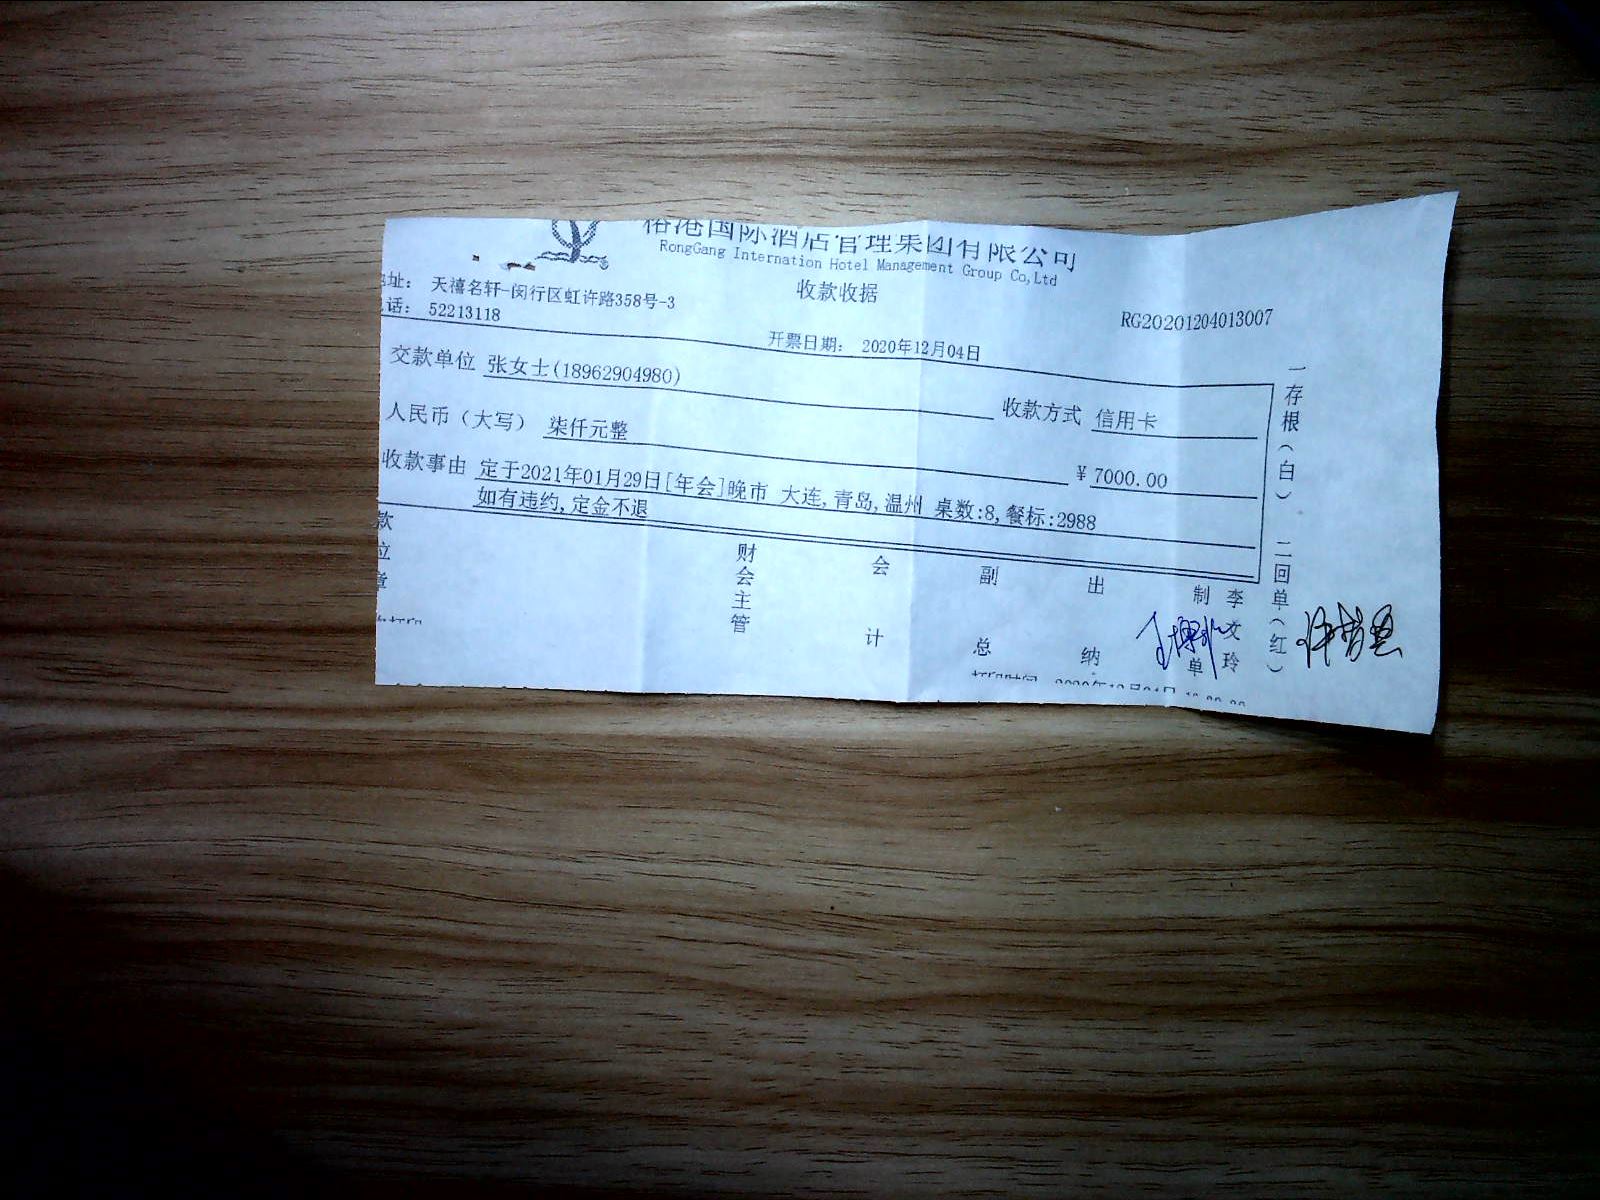 榕港国际酒店管理集团有限公司
RongGang Internation Hotel Management Group Co,Ltd
收款收据
址： 天禧名轩-闵行区虹许路358号-3
话： 52213118
RG20201204013007
开票日期： 2020年12月04日
交款单位 张女士(18962904980)
收款方式 信用卡
人民币（大写） 柒仟元整
¥ 7000.00
收款事由 定于2021年01月29日[年会]晚市 大连,青岛,温州 桌数:8,餐标:2988
如有违约,定金不退
款
位
章
财会主管
会计
副总
出纳
制单
李文玲
一存根（白） 二回单（红）